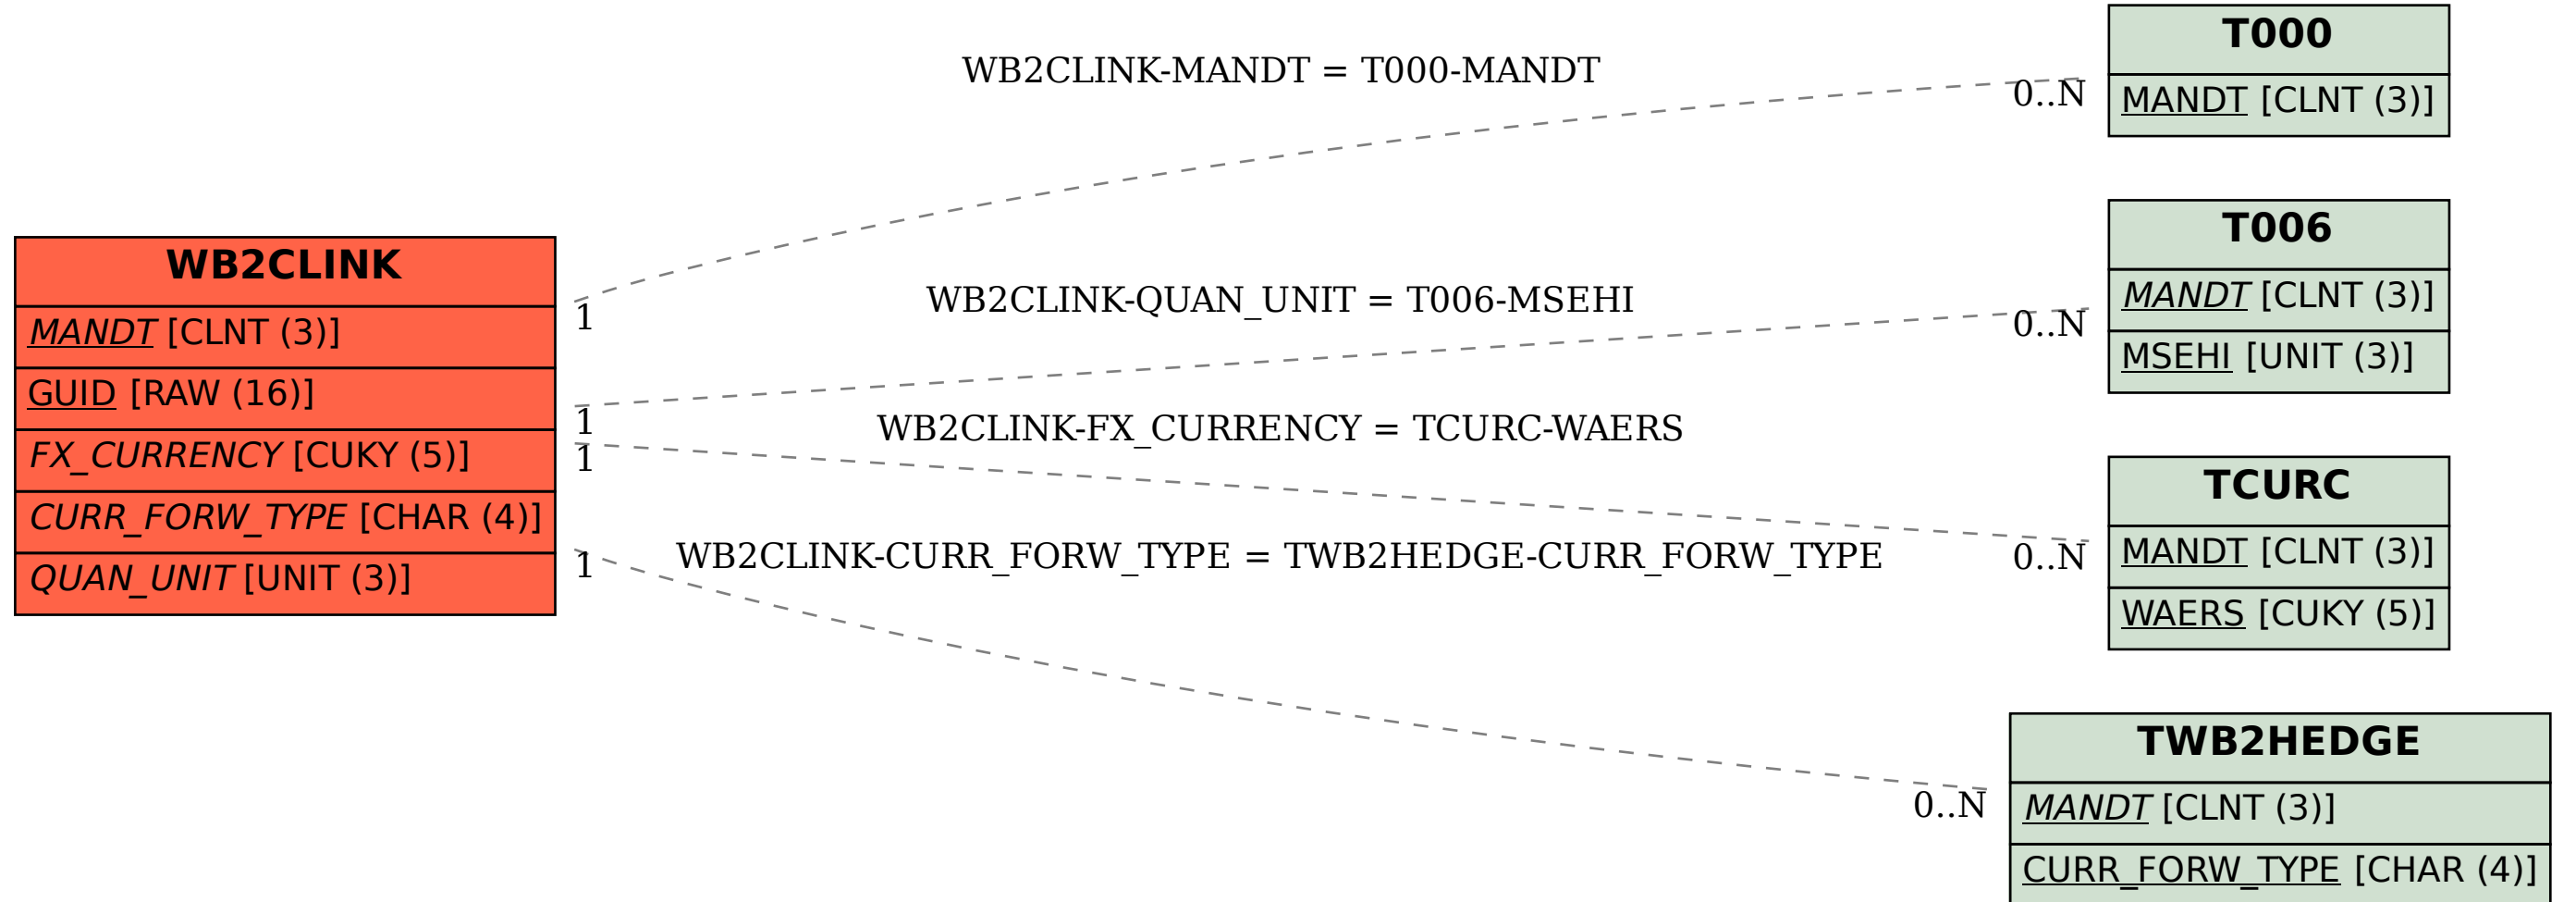 WB2CLINK
MANDT [CLNT (3)]
GUID [RAW (16)]
FX_CURRENCY [CUKY (5)]
CURR_FORW_TYPE [CHAR (4)]
QUAN_UNIT [UNIT (3)]
WB2CLINK-MANDT = T000-MANDT
1
0..N
WB2CLINK-QUAN_UNIT = T006-MSEHI
1
0..N
WB2CLINK-FX_CURRENCY = TCURC-WAERS
1
0..N
WB2CLINK-CURR_FORW_TYPE = TWB2HEDGE-CURR_FORW_TYPE
1
0..N
T000
MANDT [CLNT (3)]
T006
MANDT [CLNT (3)]
MSEHI [UNIT (3)]
TCURC
MANDT [CLNT (3)]
WAERS [CUKY (5)]
TWB2HEDGE
MANDT [CLNT (3)]
CURR_FORW_TYPE [CHAR (4)]